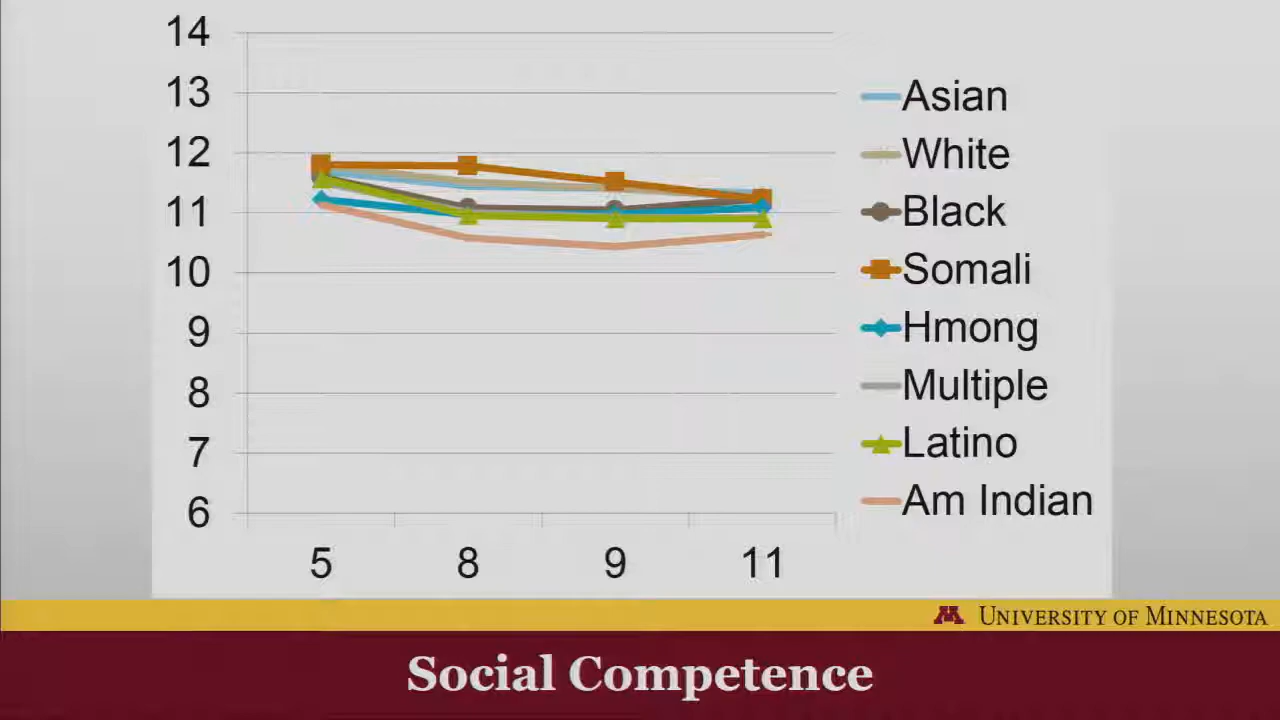 14
13
12
11
10
9
8
7
6
5 8 9 11
Asian
White
Black
Somali
Hmong
Multiple
Latino
Am Indian
M UNIVERSITY OF MINNESOTA
Social Competence